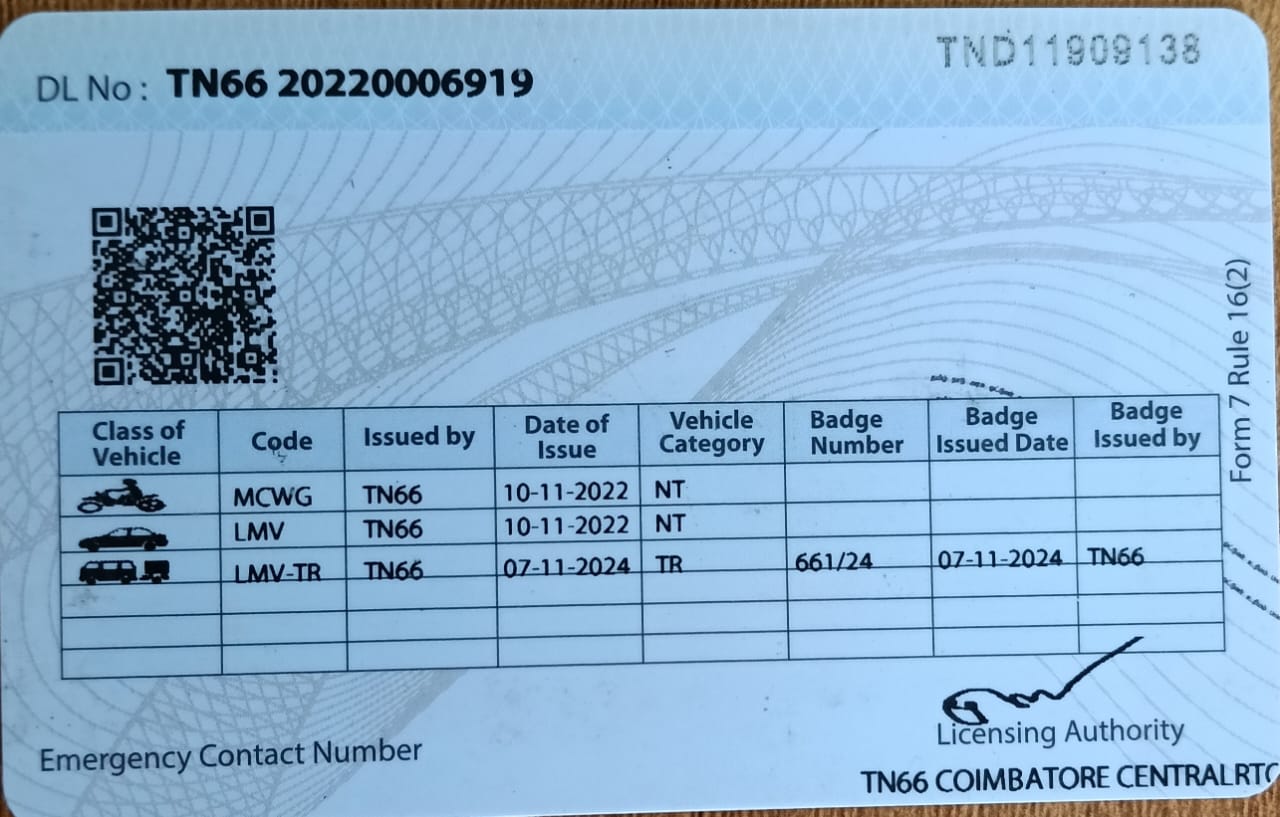 TND11909138
DL No : TN66 20220006919
Form 7 Rule 16(2)
Class of Vehicle Code Issued by Date of Issue Vehicle Category Badge Number Badge Issued Date Badge Issued by
MCWG TN66 10-11-2022 NT
LMV TN66 10-11-2022 NT
LMV-TR TN66 07-11-2024 TR 661/24 07-11-2024 TN66
Licensing Authority
Emergency Contact Number
TN66 COIMBATORE CENTRALRTO